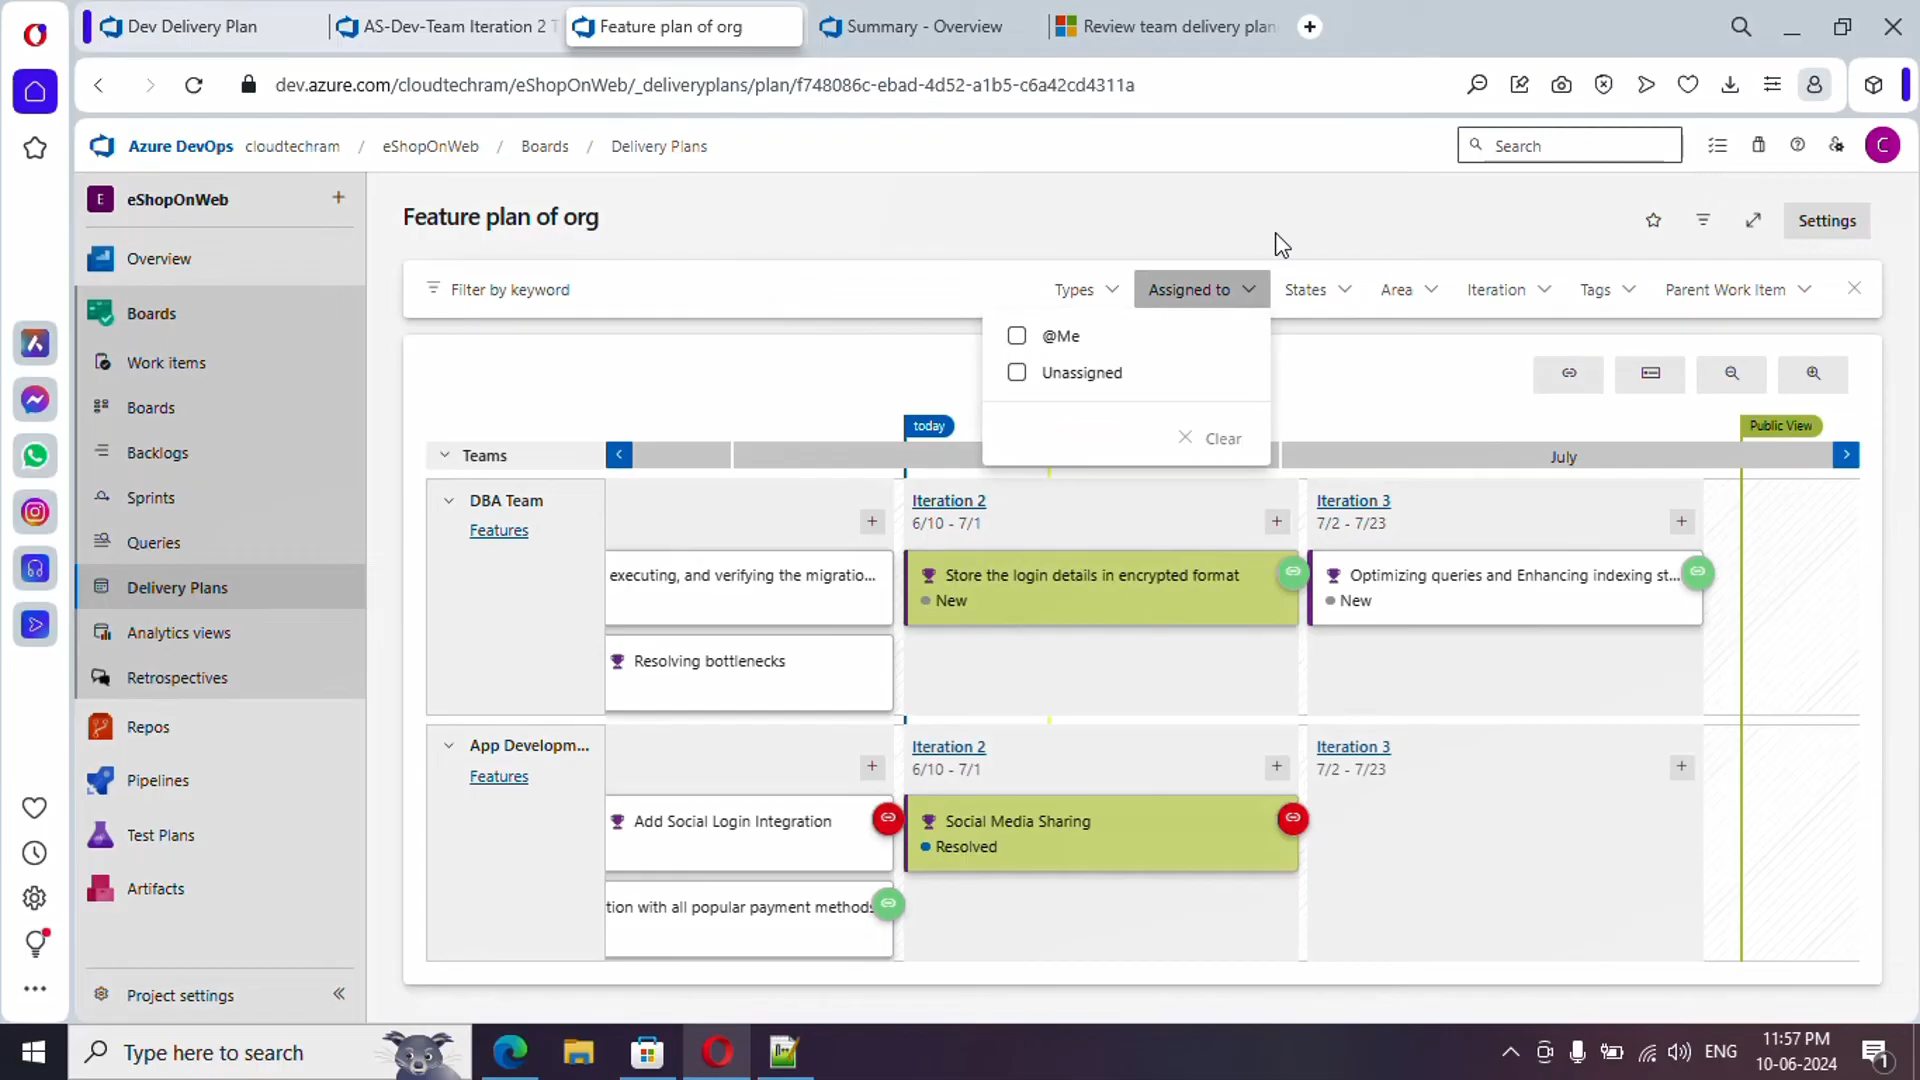 Dev Delivery Plan
AS-Dev-Team Iteration 2 T
Feature plan of org
Summary - Overview
Review team delivery plan
dev.azure.com/cloudtechram/eShopOnWeb/_deliveryplans/plan/f748086c-ebad-4d52-a1b5-c6a42cd4311a
Azure DevOps cloudtechram / eShopOnWeb / Boards / Delivery Plans
Search
C
E eShopOnWeb
Overview
Boards
Work items
Boards
Backlogs
Sprints
Queries
Delivery Plans
Analytics views
Retrospectives
Repos
Pipelines
Test Plans
Artifacts
Project settings
Feature plan of org
Settings
Filter by keyword
Types
Assigned to
States
Area
Iteration
Tags
Parent Work Item
@Me
Unassigned
Clear
today
Public View
Teams
July
DBA Team
Features
Iteration 2
6/10 - 7/1
Iteration 3
7/2 - 7/23
executing, and verifying the migratio...
Store the login details in encrypted format
New
Optimizing queries and Enhancing indexing st...
New
Resolving bottlenecks
App Developm...
Features
Iteration 2
6/10 - 7/1
Iteration 3
7/2 - 7/23
Add Social Login Integration
Social Media Sharing
Resolved
tion with all popular payment methods
Type here to search
ENG
11:57 PM
10-06-2024
1